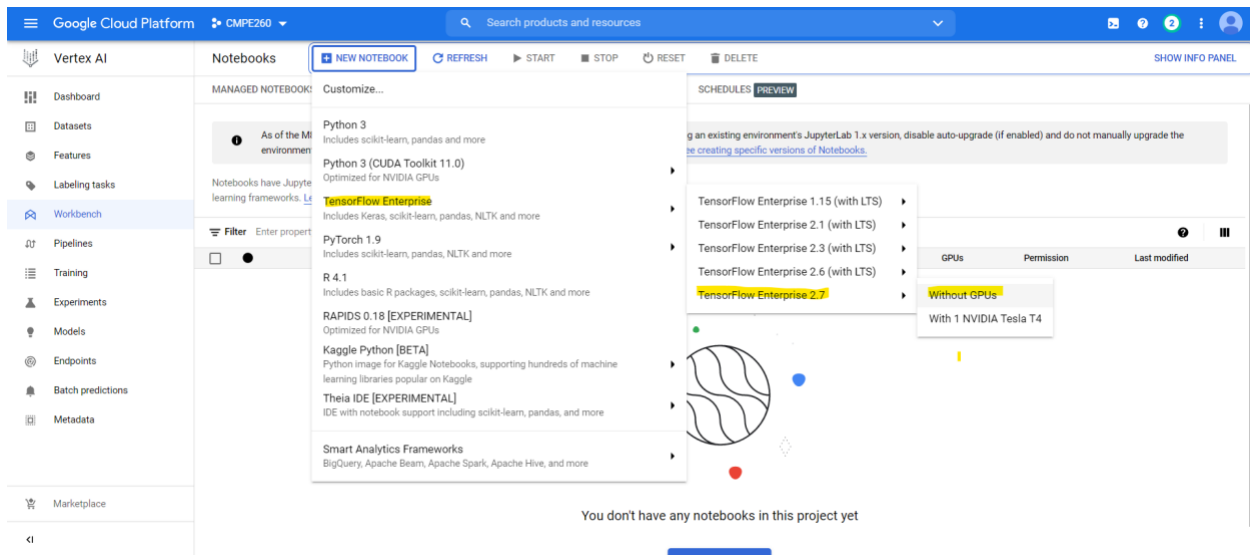 Google Cloud Platform
CMPE260
Search products and resources
2
Vertex AI
Notebooks
NEW NOTEBOOK
REFRESH
START
STOP
RESET
DELETE
SHOW INFO PANEL
Dashboard
Datasets
Features
Labeling tasks
Workbench
Pipelines
Training
Experiments
Models
Endpoints
Batch predictions
Metadata
Marketplace
MANAGED NOTEBOOKS
SCHEDULES PREVIEW
As of the
g an existing environment's JupyterLab 1.x version, disable auto-upgrade (if enabled) and do not manually upgrade the
environmen
ee creating specific versions of Notebooks.
Notebooks have Jupyte
learning frameworks. Le
Filter Enter propert
GPUs
Permission
Last modified
Customize...
Python 3
Includes scikit-learn, pandas and more
Python 3 (CUDA Toolkit 11.0)
Optimized for NVIDIA GPUs
TensorFlow Enterprise
Includes Keras, scikit-learn, pandas, NLTK and more
PyTorch 1.9
Includes scikit-learn, pandas, NLTK and more
R 4.1
Includes basic R packages, scikit-learn, pandas, NLTK and more
RAPIDS 0.18 [EXPERIMENTAL]
Optimized for NVIDIA GPUs
Kaggle Python [BETA]
Python image for Kaggle Notebooks, supporting hundreds of machine
learning libraries popular on Kaggle
Theia IDE [EXPERIMENTAL]
IDE with notebook support including scikit-learn, pandas, and more
Smart Analytics Frameworks
BigQuery, Apache Beam, Apache Spark, Apache Hive, and more
TensorFlow Enterprise 1.15 (with LTS)
TensorFlow Enterprise 2.1 (with LTS)
TensorFlow Enterprise 2.3 (with LTS)
TensorFlow Enterprise 2.6 (with LTS)
TensorFlow Enterprise 2.7
Without GPUs
With 1 NVIDIA Tesla T4
You don't have any notebooks in this project yet